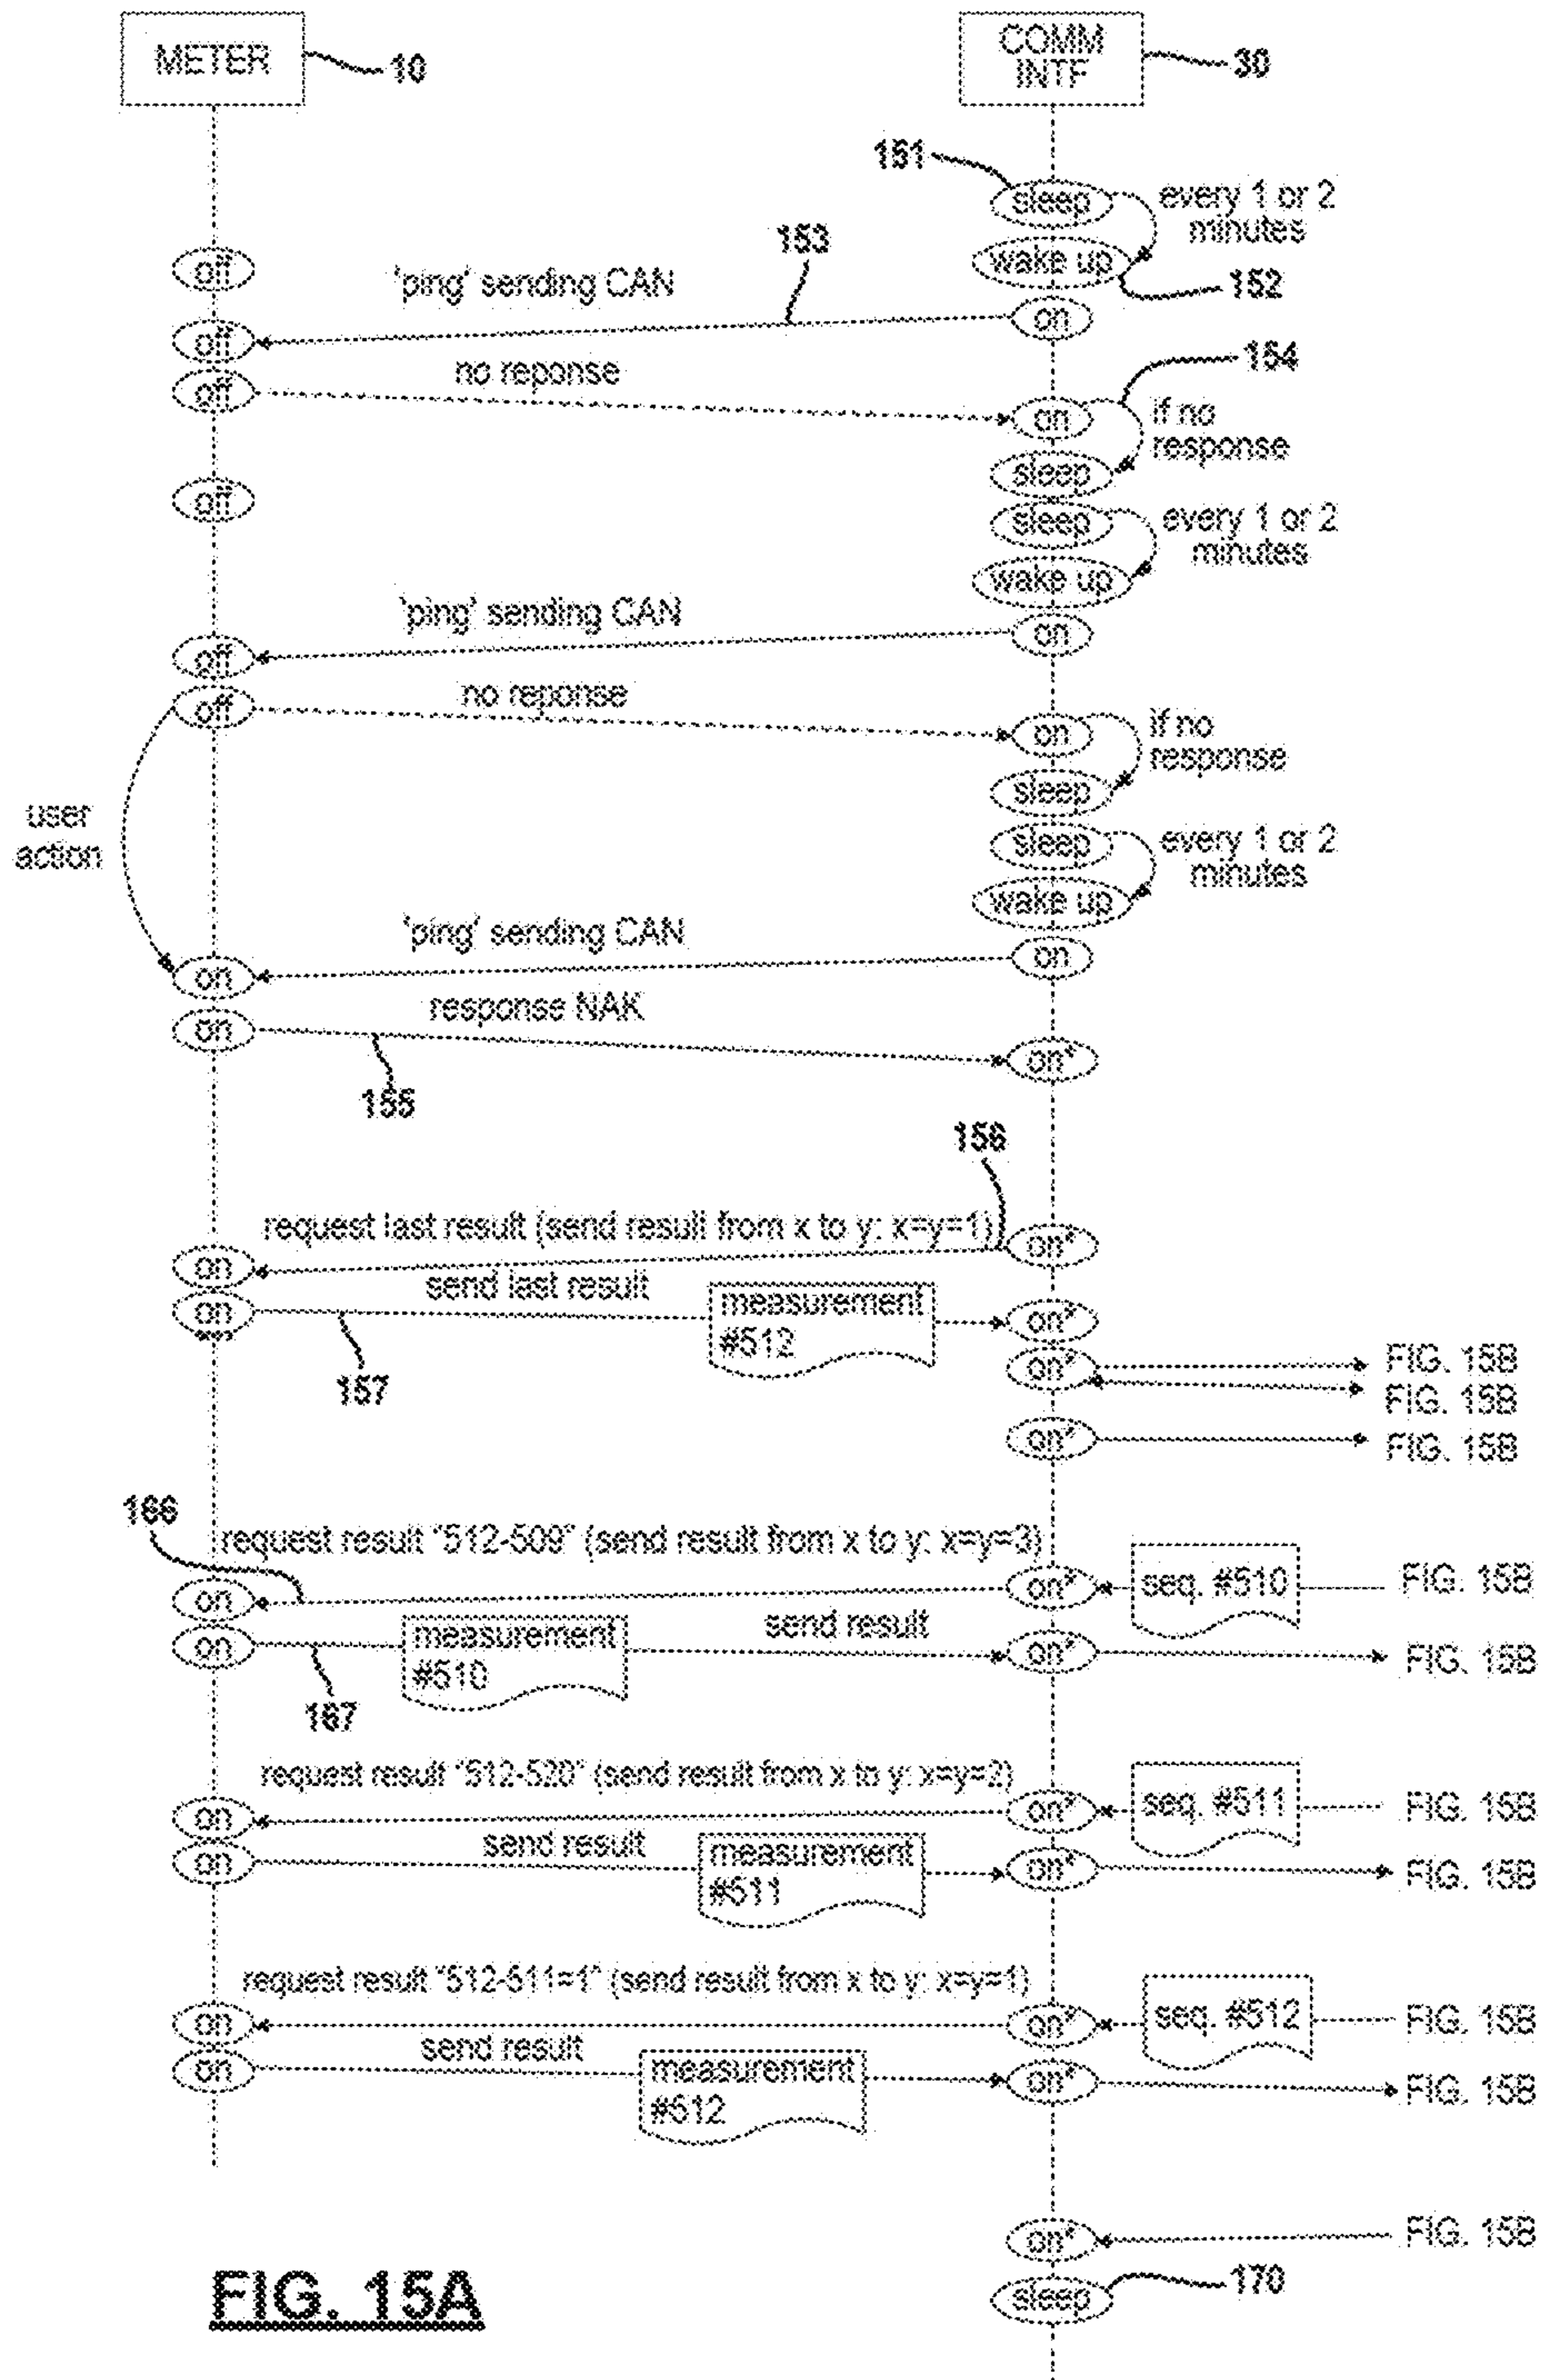 METER
10
COMM
INTF
30
151
sleep
every 1 or 2
minutes
153
off
'ping' sending CAN
wake up
152
on
off
no reponse
154
off
on
if no
response
sleep
off
sleep
every 1 or 2
minutes
wake up
'ping' sending CAN
on
off
no reponse
off
on
if no
response
sleep
user
action
sleep
every 1 or 2
minutes
wake up
'ping' sending CAN
on
on
response NAK
on
on*
155
156
request last result (send result from x to y: x=y=1)
on*
on
send last result
on
measurement
#512
on*
157
on*
FIG. 15B
FIG. 15B
on*
FIG. 15B
166
request result "512-509" (send result from x to y: x=y=3)
on
on*
seq. #510
FIG. 15B
on
measurement
#510
send result
on*
FIG. 15B
167
request result "512-520" (send result from x to y: x=y=2)
on
on*
seq. #511
FIG. 15B
send result
on
measurement
#511
on*
FIG. 15B
request result "512-511=1" (send result from x to y: x=y=1)
on
on*
seq. #512
FIG. 15B
send result
on
measurement
#512
on*
FIG. 15B
on*
FIG. 15B
sleep
170
FIG. 15A